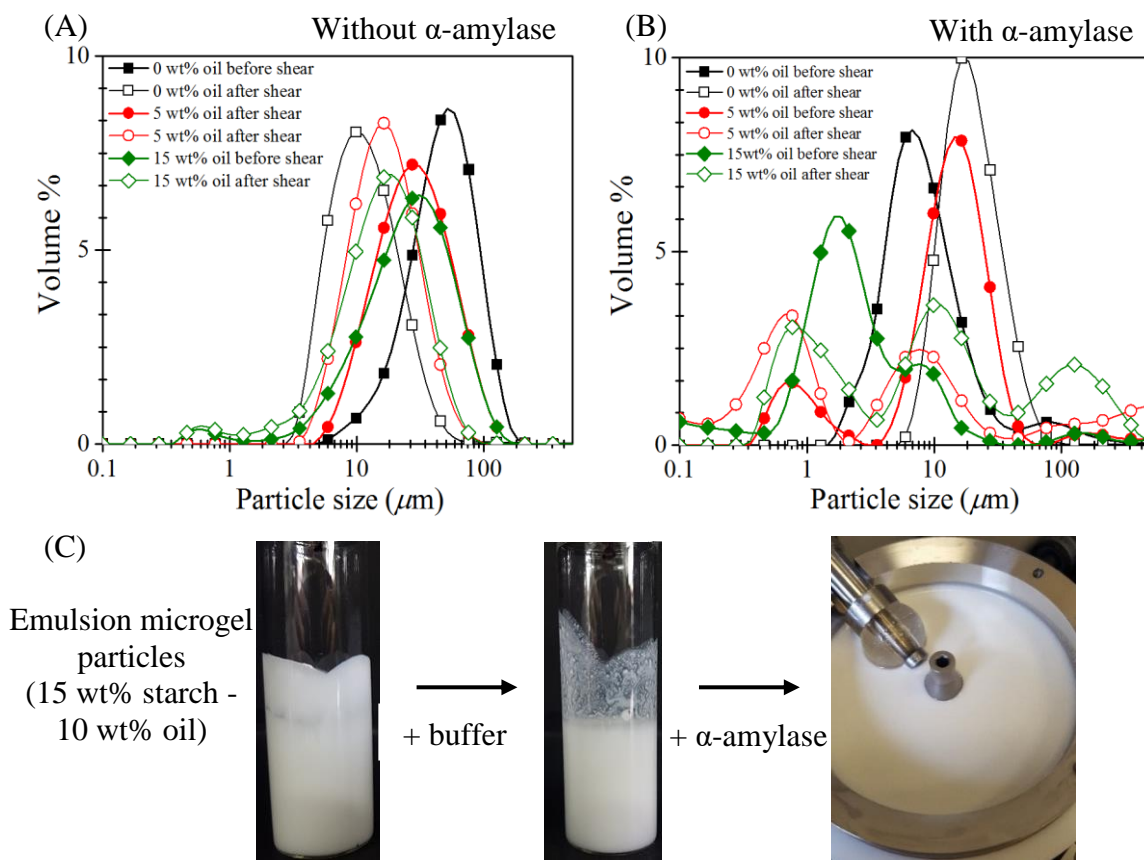 (A)
Without α-amylase
10
5
0
Volume %
0 wt% oil before shear
0 wt% oil after shear
5 wt% oil after shear
5 wt% oil after shear
15 wt% oil before shear
15 wt% oil after shear
0.1 1 10 100
Particle size (μm)
(B)
With α-amylase
10
5
0
Volume %
0 wt% oil before shear
0 wt% oil after shear
5 wt% oil before shear
5 wt% oil after shear
15wt% oil before shear
15 wt% oil after shear
0.1 1 10 100
Particle size (μm)
(C)
Emulsion microgel
particles
(15 wt% starch -
10 wt% oil)
+ buffer
+ α-amylase